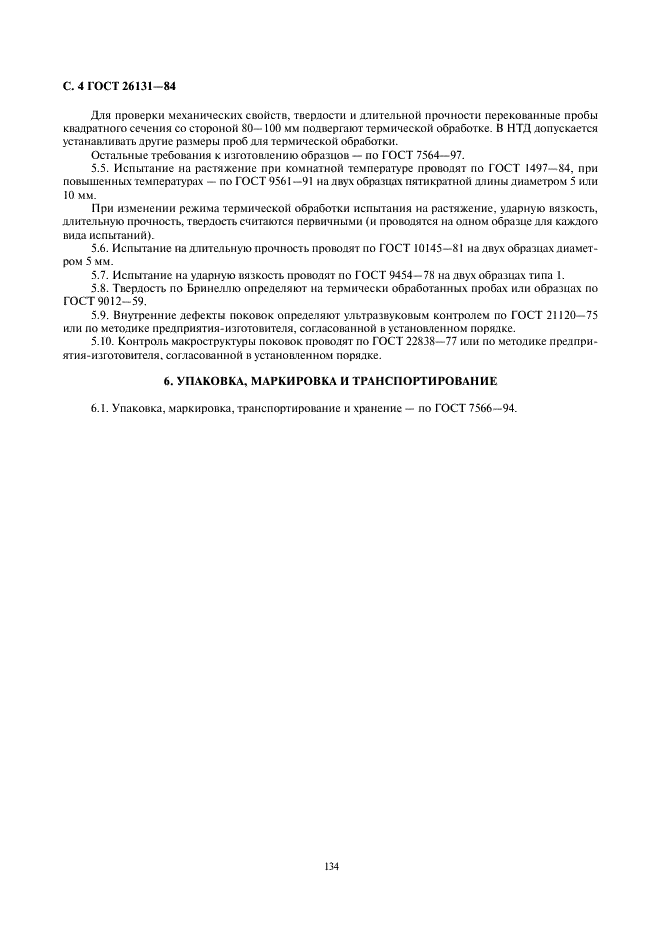 С. 4 ГОСТ 26131—84
Для проверки механических свойств, твердости и длительной прочности перекованные пробы
квадратного сечения со стороной 80—100 мм подвергают термической обработке. В НТД допускается
устанавливать другие размеры проб для термической обработки.
Остальные требования к изготовлению образцов — по ГОСТ 7564—97.
5.5. Испытание на растяжение при комнатной температуре проводят по ГОСТ 1497—84, при
повышенных температурах — по ГОСТ 9561—91 на двух образцах пятикратной длины диаметром 5 или
10 мм.
При изменении режима термической обработки испытания на растяжение, ударную вязкость,
длительную прочность, твердость считаются первичными (и проводятся на одном образце для каждого
вида испытаний).
5.6. Испытание на длительную прочность проводят по ГОСТ 10145—81 на двух образцах диамет-
ром 5 мм.
5.7. Испытание на ударную вязкость проводят по ГОСТ 9454—78 на двух образцах типа 1.
5.8. Твердость по Бринеллю определяют на термически обработанных пробах или образцах по
ГОСТ 9012—59.
5.9. Внутренние дефекты поковок определяют ультразвуковым контролем по ГОСТ 21120—75
или по методике предприятия-изготовителя, согласованной в установленном порядке.
5.10. Контроль макроструктуры поковок проводят по ГОСТ 22838—77 или по методике предпри-
ятия-изготовителя, согласованной в установленном порядке.
6. УПАКОВКА, МАРКИРОВКА И ТРАНСПОРТИРОВАНИЕ
6.1. Упаковка, маркировка, транспортирование и хранение — по ГОСТ 7566—94.
134